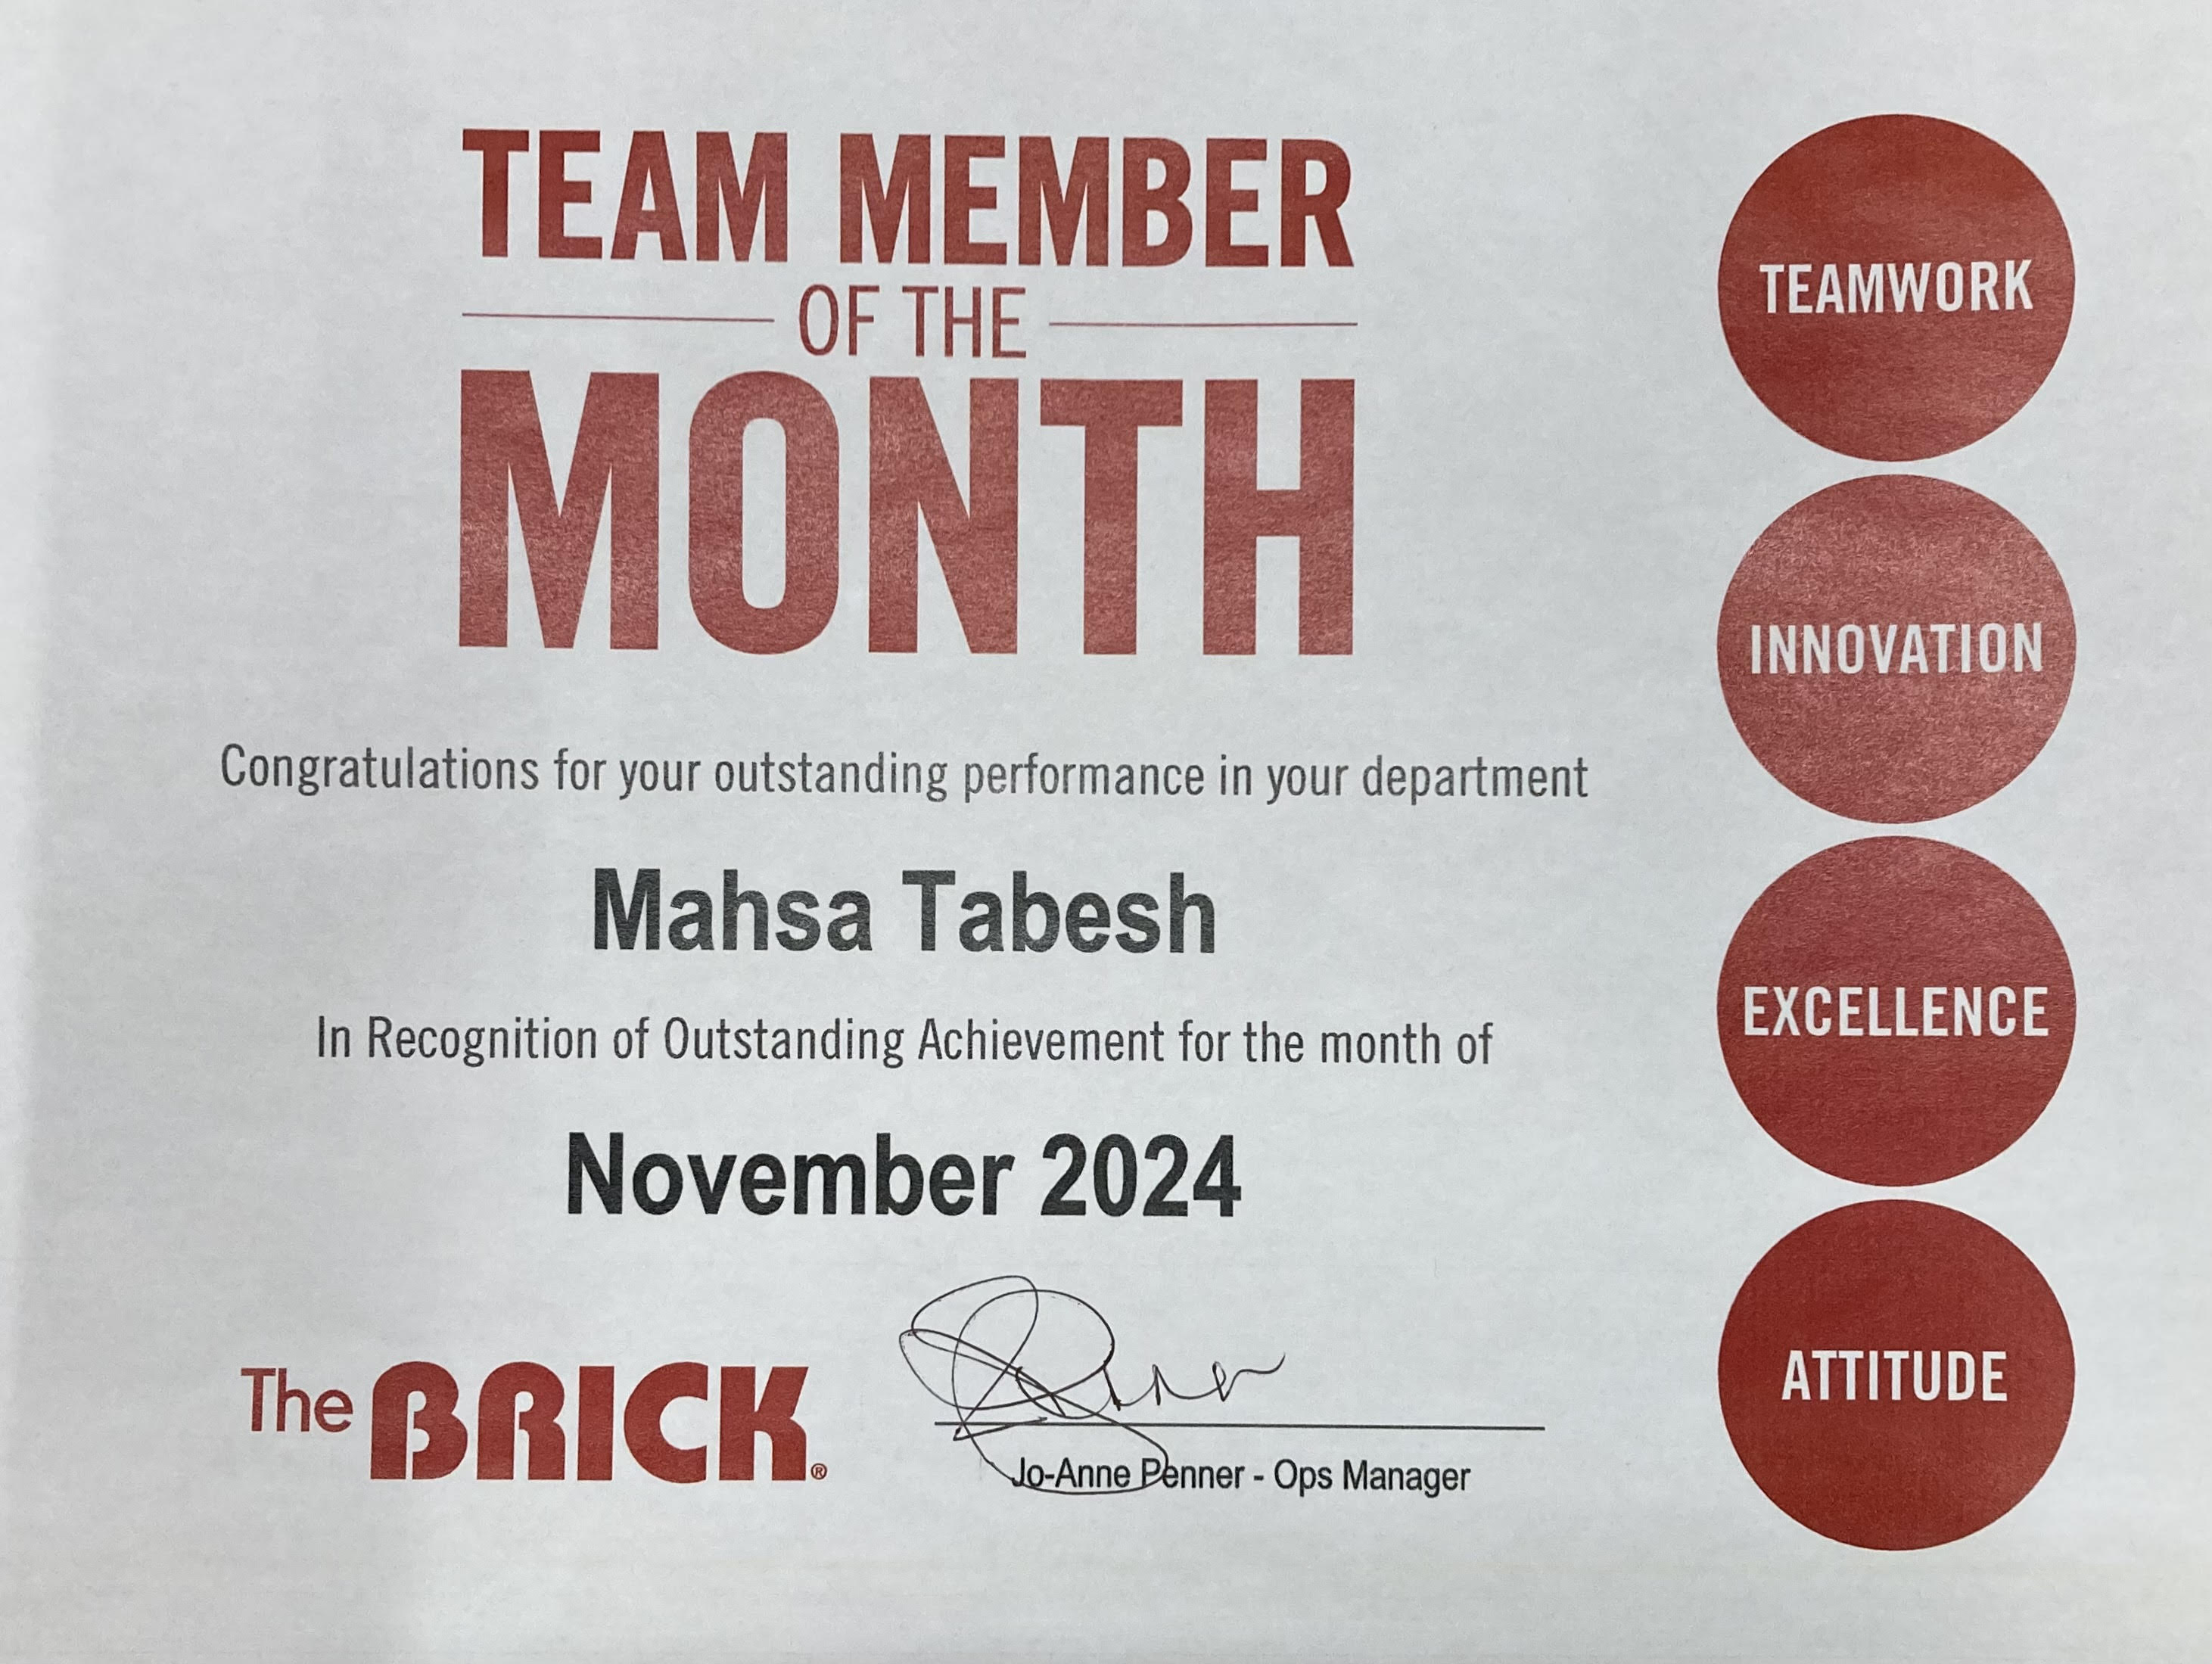 TEAM MEMBER
OF THE
MONTH
Congratulations for your outstanding performance in your department
Mahsa Tabesh
In Recognition of Outstanding Achievement for the month of
November 2024
The BRICK®
Jo-Anne Penner - Ops Manager
TEAMWORK
INNOVATION
EXCELLENCE
ATTITUDE